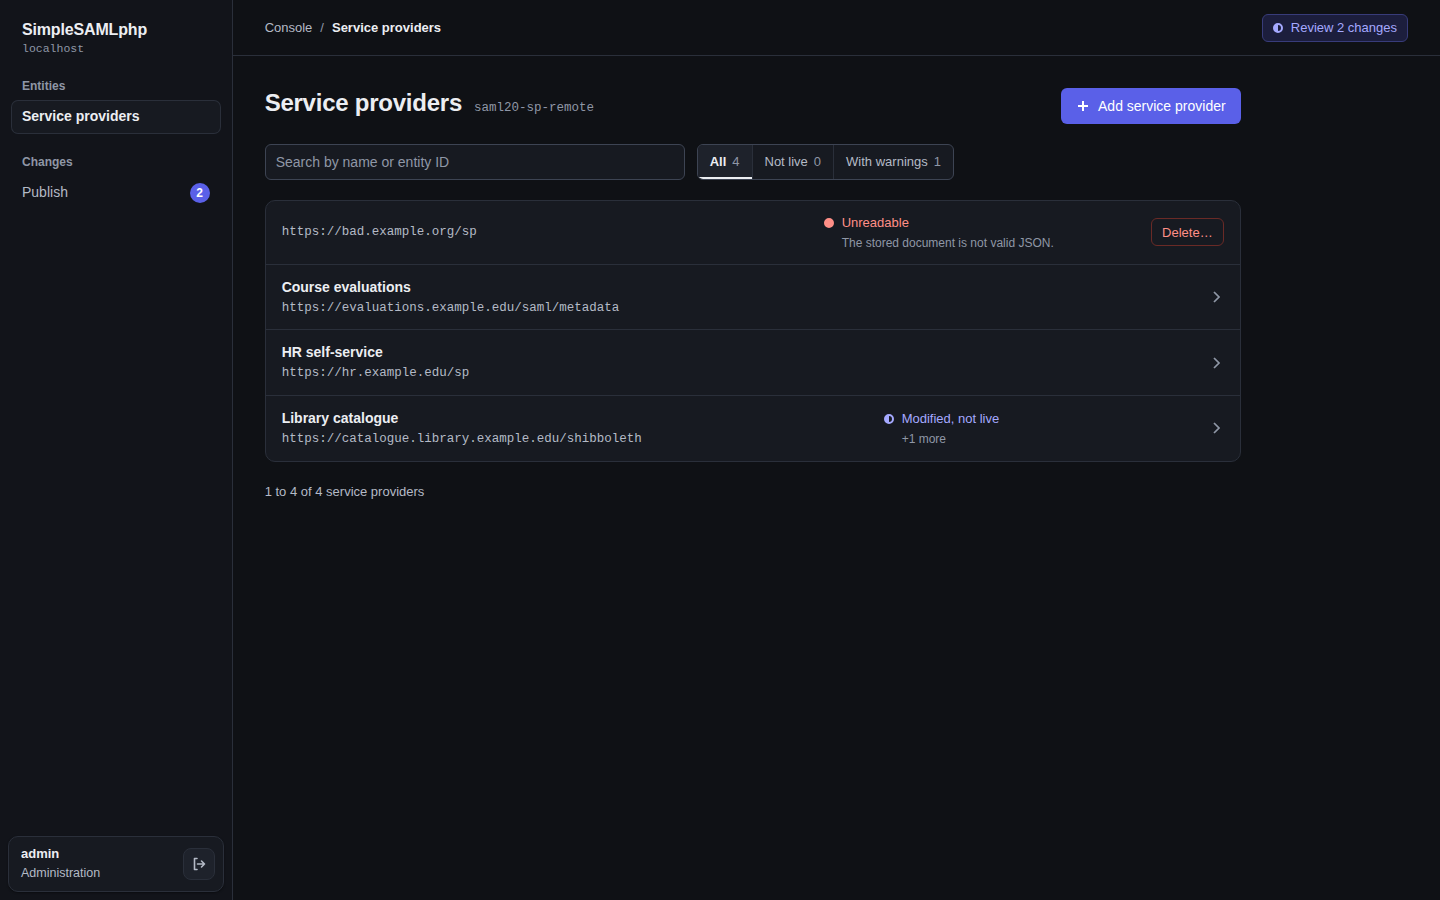 SimpleSAMLphp
localhost
Entities
Service providers
Changes
Publish 2
admin
Administration
Console / Service providers
Review 2 changes
Service providers saml20-sp-remote
Add service provider
Search by name or entity ID
All 4 Not live 0 With warnings 1
https://bad.example.org/sp
Unreadable
The stored document is not valid JSON.
Delete…
Course evaluations
https://evaluations.example.edu/saml/metadata
HR self-service
https://hr.example.edu/sp
Library catalogue
https://catalogue.library.example.edu/shibboleth
Modified, not live
+1 more
1 to 4 of 4 service providers